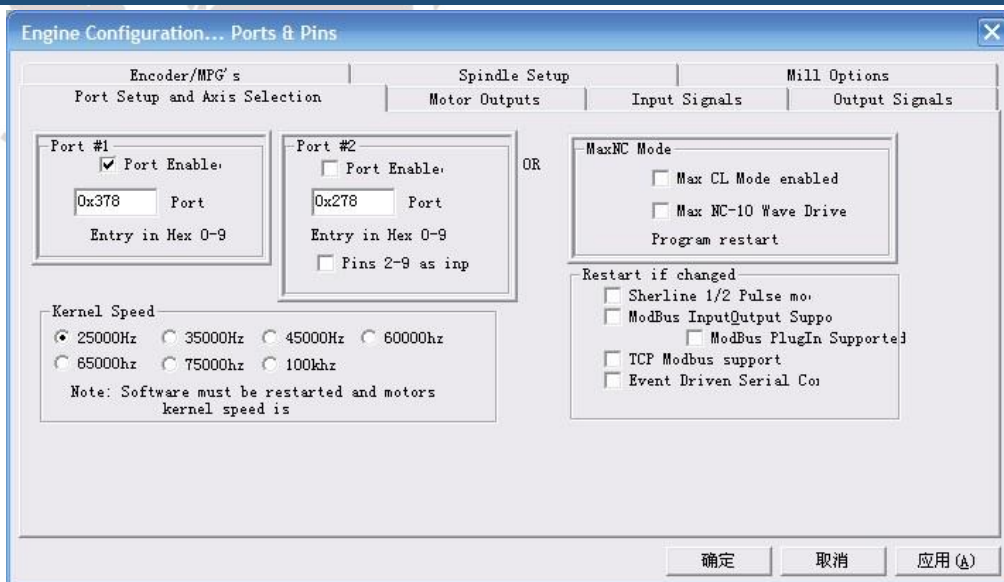 Engine Configuration... Ports & Pins
Encoder/MPG's
Spindle Setup
Mill Options
Port Setup and Axis Selection
Motor Outputs
Input Signals
Output Signals
Port #1
Port Enable
0x378
Port
Entry in Hex 0-9
Port #2
Port Enable
0x278
Port
Entry in Hex 0-9
Pins 2-9 as inp
OR
MaxNC Mode
Max CL Mode enabled
Max NC-10 Wave Drive
Program restart
Kernel Speed
25000Hz
35000Hz
45000Hz
60000hz
65000hz
75000hz
100khz
Note: Software must be restarted and motors
kernel speed is
Restart if changed
Sherline 1/2 Pulse mo
ModBus InputOutput Suppo
ModBus PlugIn Supported
TCP Modbus support
Event Driven Serial Co
确定
取消
应用(A)